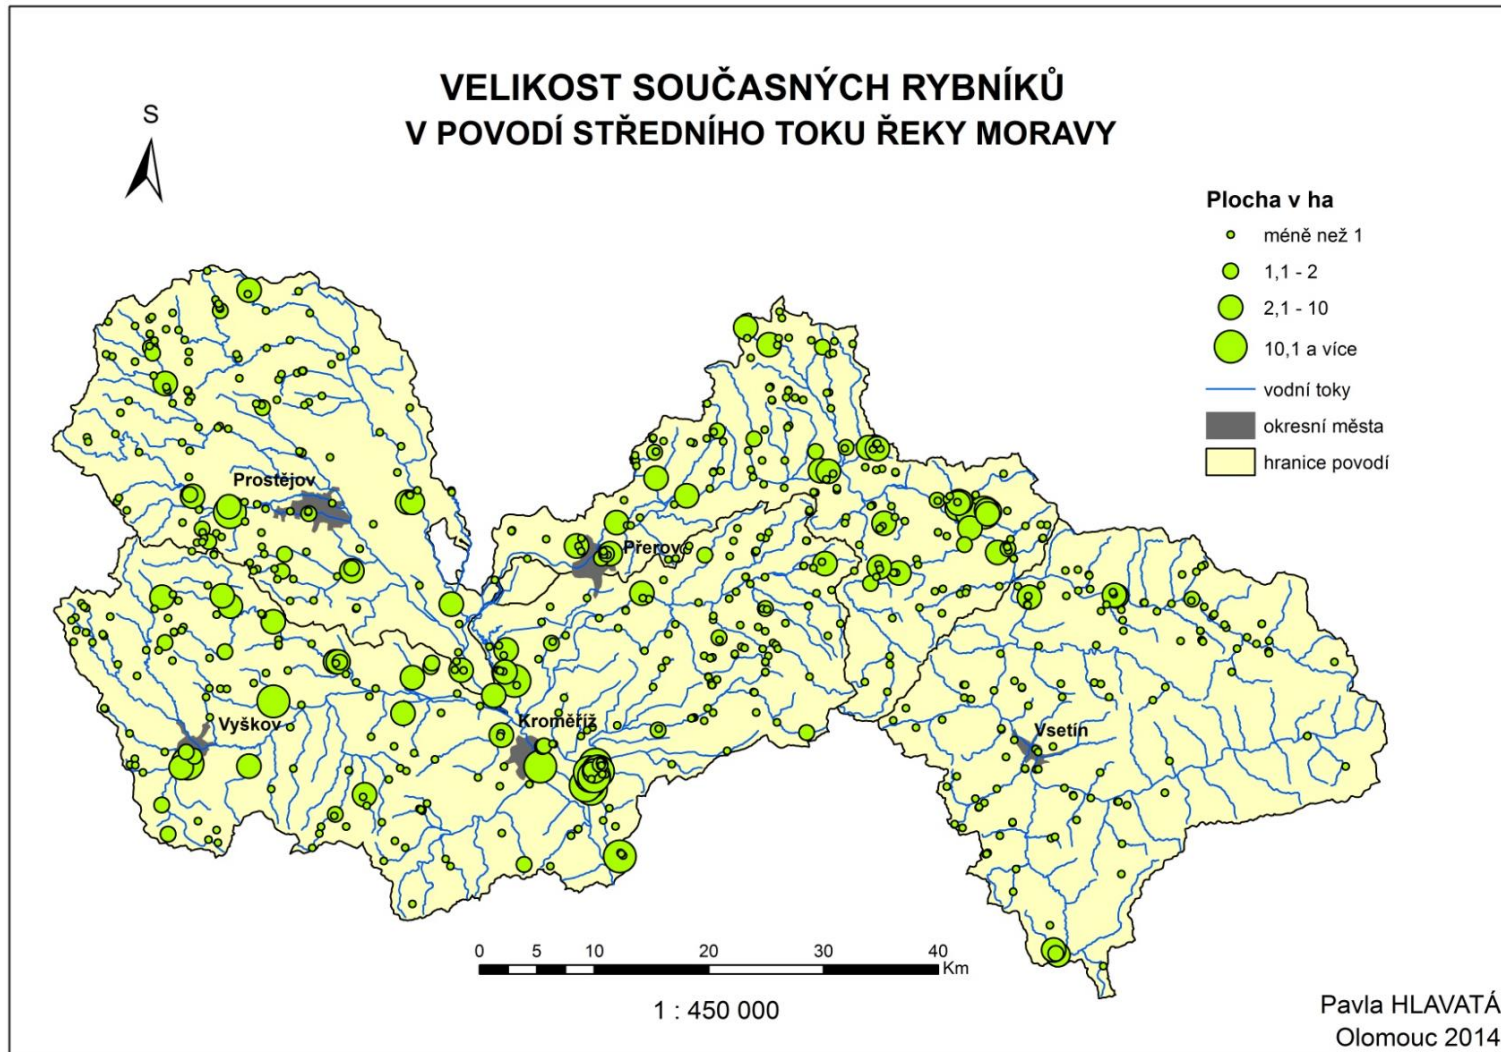 VELIKOST SOUČASNÝCH RYBNÍKŮ
V POVODÍ STŘEDNÍHO TOKU ŘEKY MORAVY
S
Plocha v ha
méně než 1
1,1 - 2
2,1 - 10
10,1 a více
vodní toky
okresní města
hranice povodí
Prostějov
Přerov
Vyškov
Kroměříž
Vsetín
0 5 10 20 30 40
Km
1 : 450 000
Pavla HLAVATÁ
Olomouc 2014